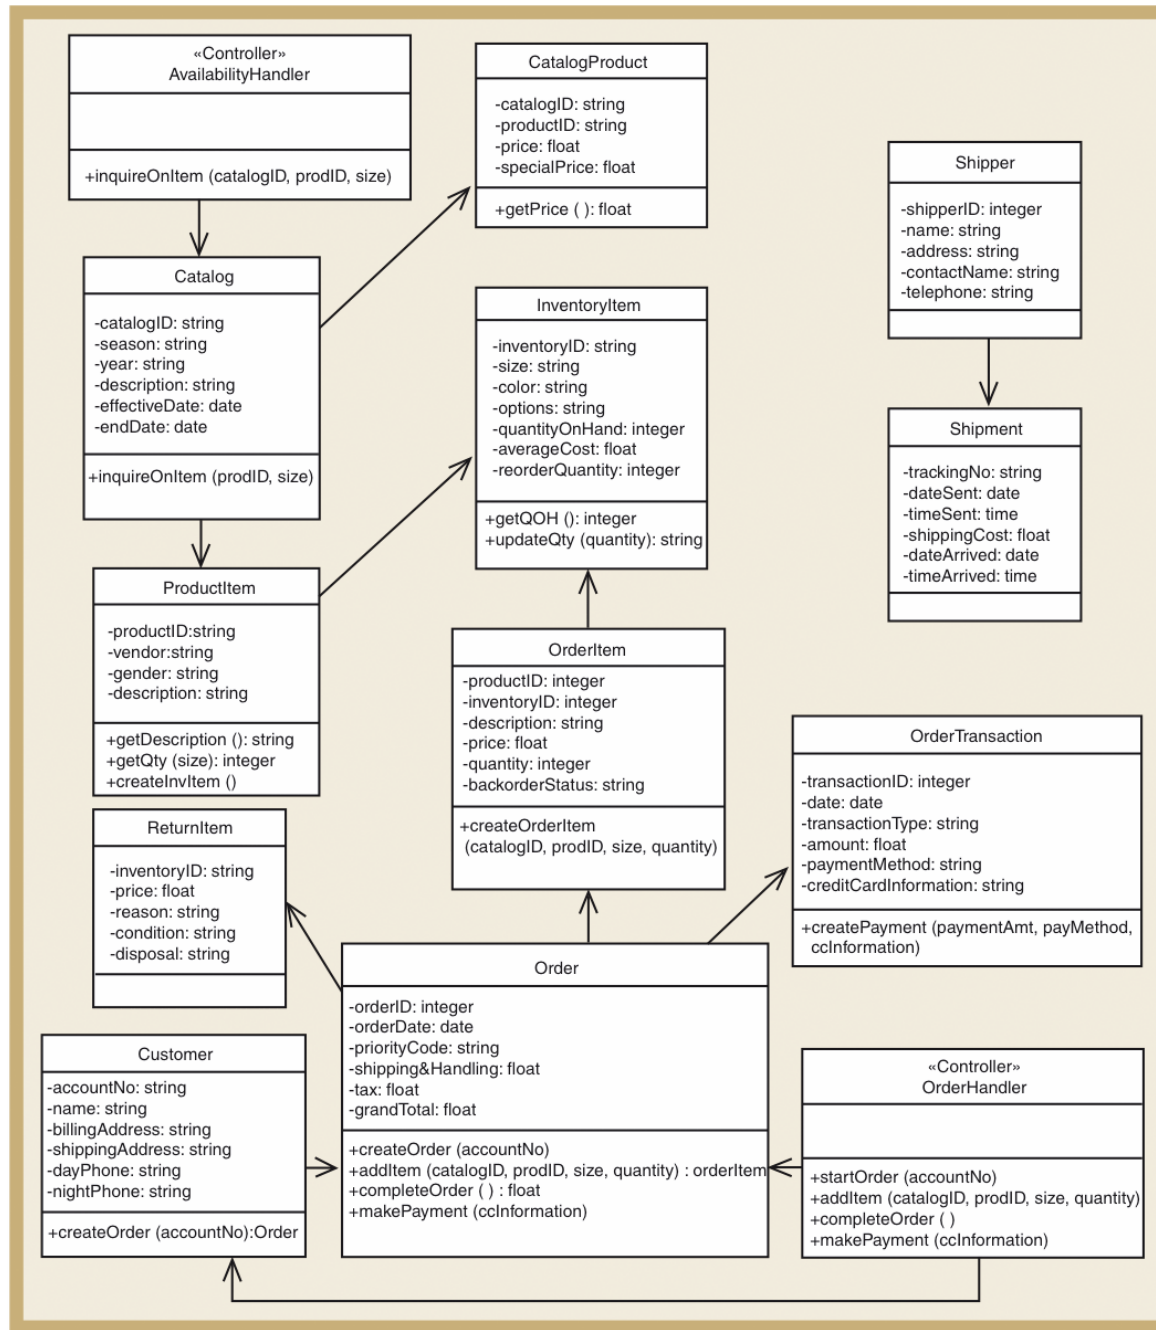 «Controller»
AvailabilityHandler
+inquireOnItem (catalogID, prodID, size)
CatalogProduct
-catalogID: string
-productID: string
-price: float
-specialPrice: float
+getPrice ( ): float
Shipper
-shipperID: integer
-name: string
-address: string
-contactName: string
-telephone: string
Catalog
-catalogID: string
-season: string
-year: string
-description: string
-effectiveDate: date
-endDate: date
+inquireOnItem (prodID, size)
InventoryItem
-inventoryID: string
-size: string
-color: string
-options: string
-quantityOnHand: integer
-averageCost: float
-reorderQuantity: integer
+getQOH (): integer
+updateQty (quantity): string
Shipment
-trackingNo: string
-dateSent: date
-timeSent: time
-shippingCost: float
-dateArrived: date
-timeArrived: time
ProductItem
-productID:string
-vendor:string
-gender: string
-description: string
+getDescription (): string
+getQty (size): integer
+createInvItem ()
OrderItem
-productID: integer
-inventoryID: integer
-description: string
-price: float
-quantity: integer
-backorderStatus: string
+createOrderItem
(catalogID, prodID, size, quantity)
OrderTransaction
-transactionID: integer
-date: date
-transactionType: string
-amount: float
-paymentMethod: string
-creditCardInformation: string
+createPayment (paymentAmt, payMethod,
ccInformation)
ReturnItem
-inventoryID: string
-price: float
-reason: string
-condition: string
-disposal: string
Order
-orderID: integer
-orderDate: date
-priorityCode: string
-shipping&Handling: float
-tax: float
-grandTotal: float
+createOrder (accountNo)
+addItem (catalogID, prodID, size, quantity) : orderItem
+completeOrder ( ) : float
+makePayment (ccInformation)
Customer
-accountNo: string
-name: string
-billingAddress: string
-shippingAddress: string
-dayPhone: string
-nightPhone: string
+createOrder (accountNo):Order
«Controller»
OrderHandler
+startOrder (accountNo)
+addItem (catalogID, prodID, size, quantity)
+completeOrder ( )
+makePayment (ccInformation)